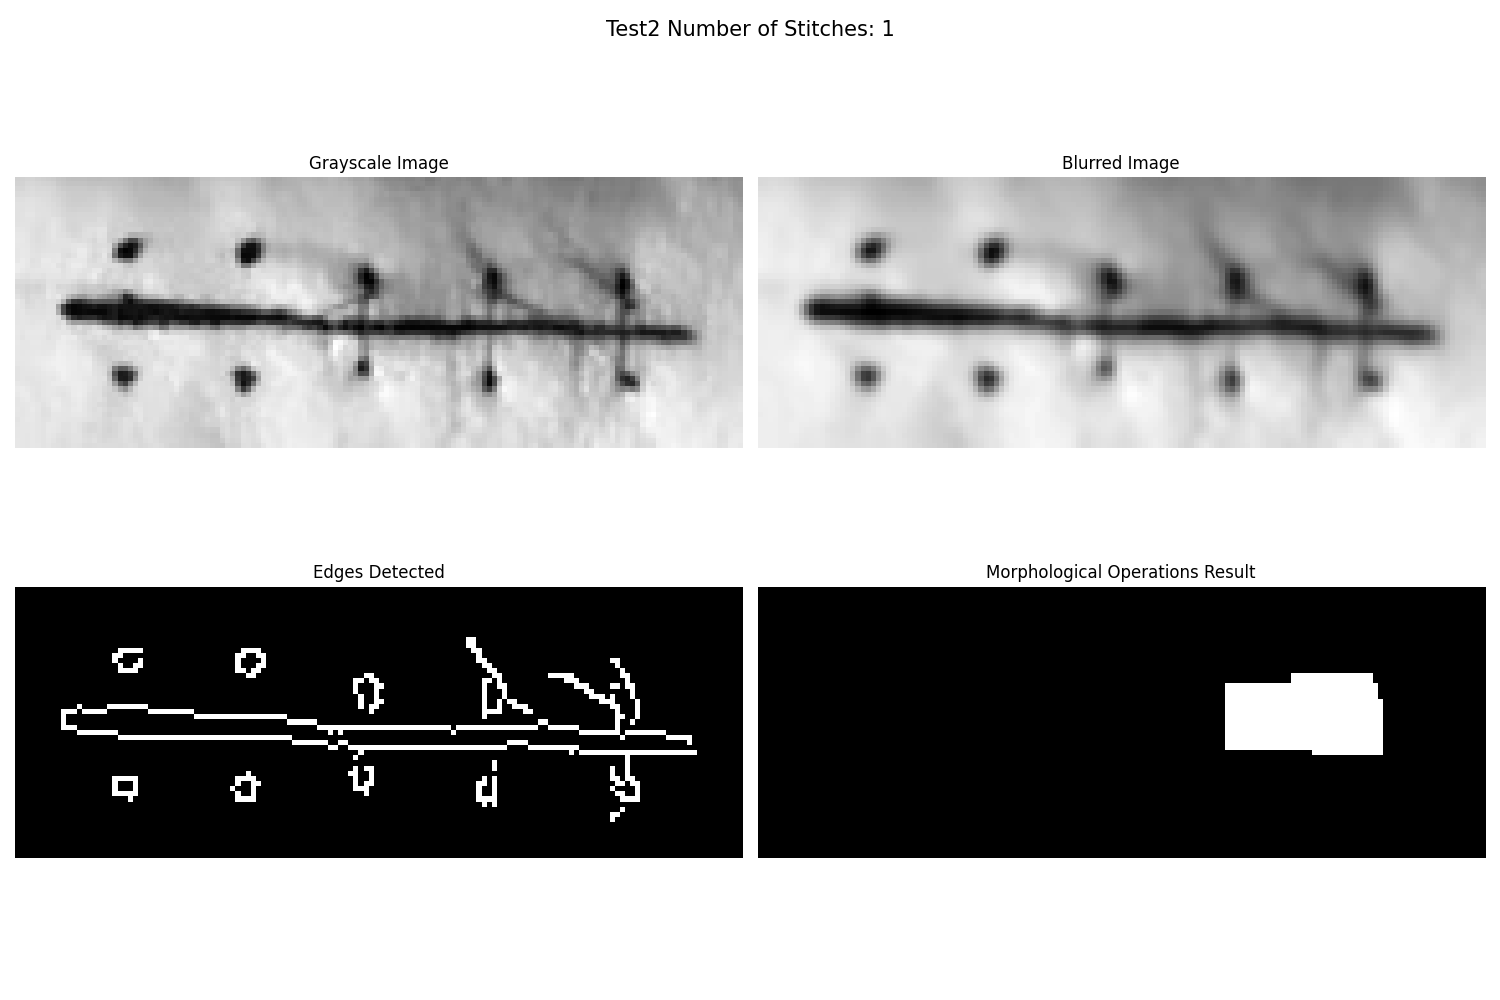 Test2 Number of Stitches: 1
Grayscale Image
Blurred Image
Edges Detected
Morphological Operations Result